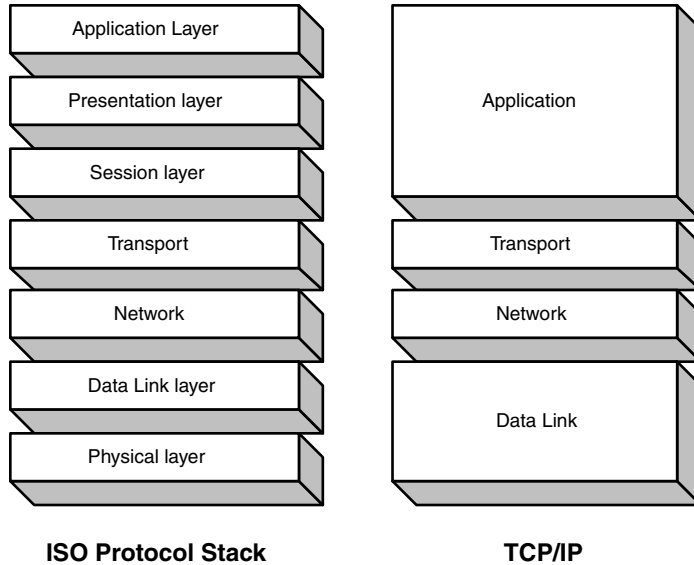 Application Layer
Presentation layer
Session layer
Transport
Network
Data Link layer
Physical layer
ISO Protocol Stack
Application
Transport
Network
Data Link
TCP/IP